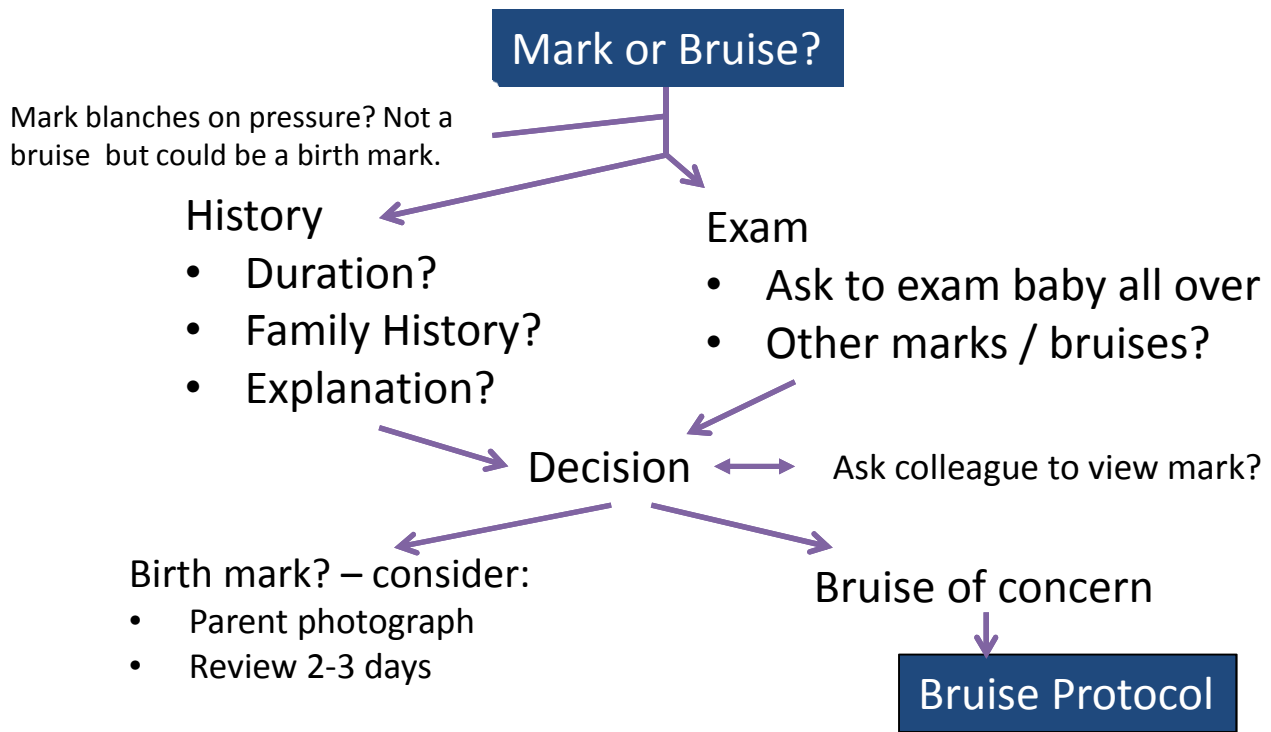 Mark or Bruise?
Mark blanches on pressure? Not a
bruise  but could be a birth mark.
History
• Duration?
• Family History?
• Explanation?
Exam
• Ask to exam baby all over
• Other marks / bruises?
Decision
Ask colleague to view mark?
Birth mark? – consider:
• Parent photograph
• Review 2-3 days
Bruise of concern
Bruise Protocol